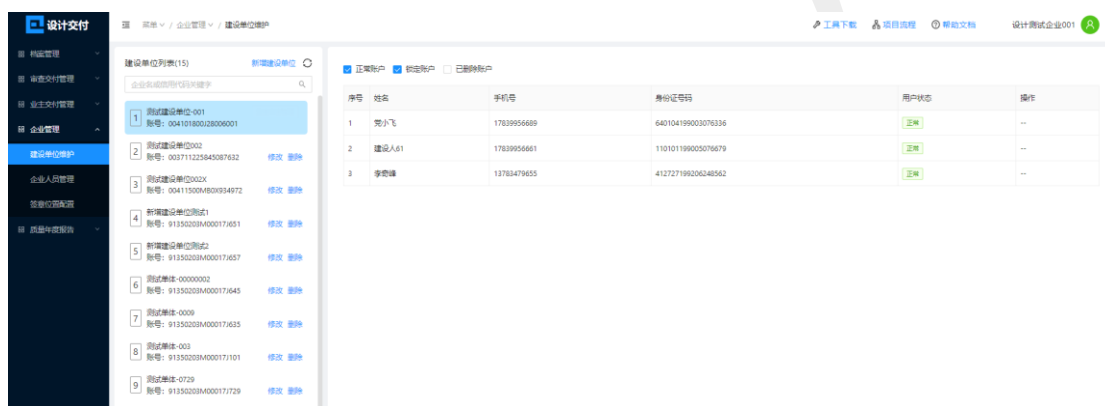 设计交付
菜单 / 企业管理 / 建设单位维护
工具下载 项目流程 帮助文档 设计测试企业001
档案管理
审查交付管理
业主交付管理
企业管理
建设单位维护
企业人员管理
签章位置配置
质量年度报告
建设单位列表(15) 新增建设单位
企业名或信用代码关键字
1 测试建设单位-001
账号：004101800J28006001
2 测试建设单位002
账号：003711225845087632 修改 删除
3 测试建设单位002X
账号：00411500MB0X934972 修改 删除
4 新增建设单位测试1
账号：91350203M00017J651 修改 删除
5 新增建设单位测试2
账号：91350203M00017J657 修改 删除
6 测试单体-00000002
账号：91350203M00017J645 修改 删除
7 测试单体-0009
账号：91350203M00017J635 修改 删除
8 测试单体-003
账号：91350203M00017J101 修改 删除
9 测试单体-0729
账号：91350203M00017J729 修改 删除
正常账户 锁定账户 已删除账户
序号 姓名 手机号 身份证号码 用户状态 操作
1 党小飞 17839956689 640104199003076336 正常 --
2 建设人61 17839956661 110101199005076679 正常 --
3 李奇峰 13783479655 412727199206248562 正常 --